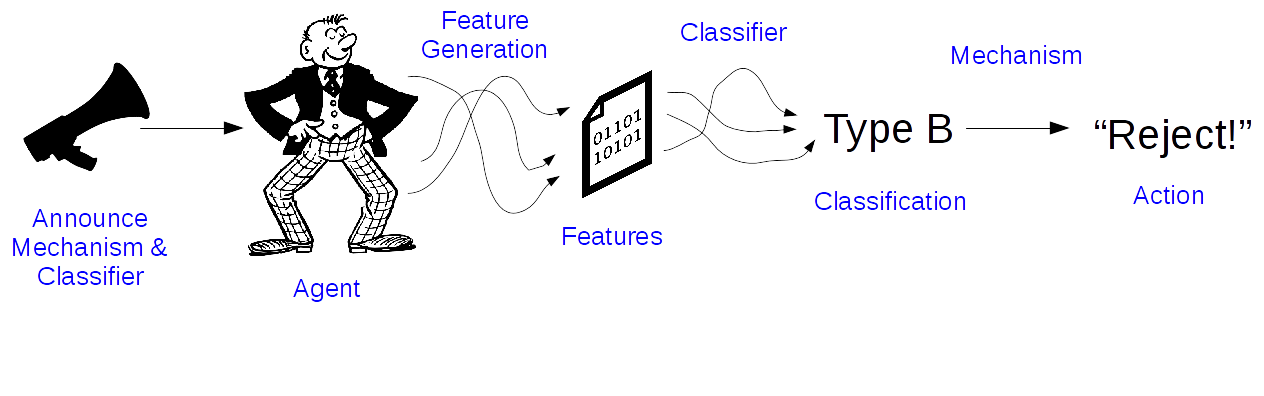 Announce
Mechanism &
Classifier
Agent
Feature
Generation
01101
10101
Features
Classifier
Type B
Classification
Mechanism
“Reject!”
Action